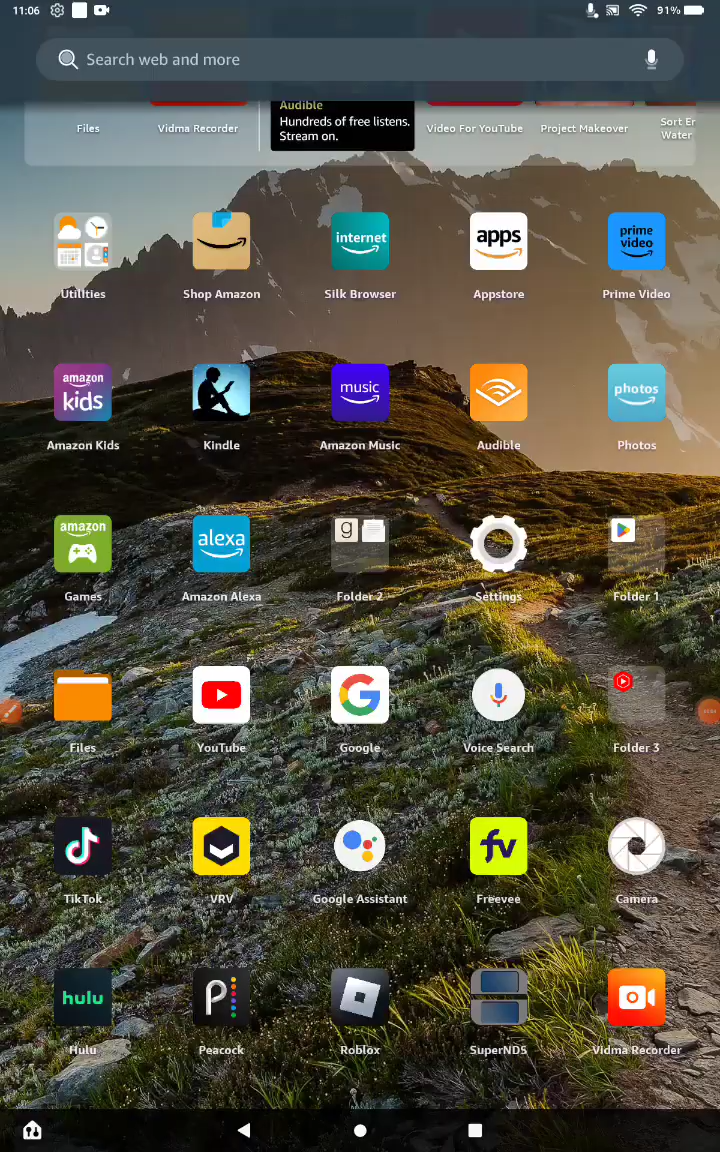 11:06
91%
Search web and more
Files
Vidma Recorder
Audible
Hundreds of free listens.
Stream on.
Video For YouTube
Project Makeover
Sort Er
Water
Utilities
Shop Amazon
internet
Silk Browser
apps
Appstore
prime
video
Prime Video
amazon
kids
Amazon Kids
Kindle
music
Amazon Music
Audible
photos
Photos
amazon
Games
alexa
Amazon Alexa
g
Folder 2
Settings
Folder 1
Files
YouTube
Google
Voice Search
Folder 3
TikTok
VRV
Google Assistant
fv
Freevee
Camera
hulu
Hulu
p
Peacock
Roblox
SuperNDS
Vidma Recorder